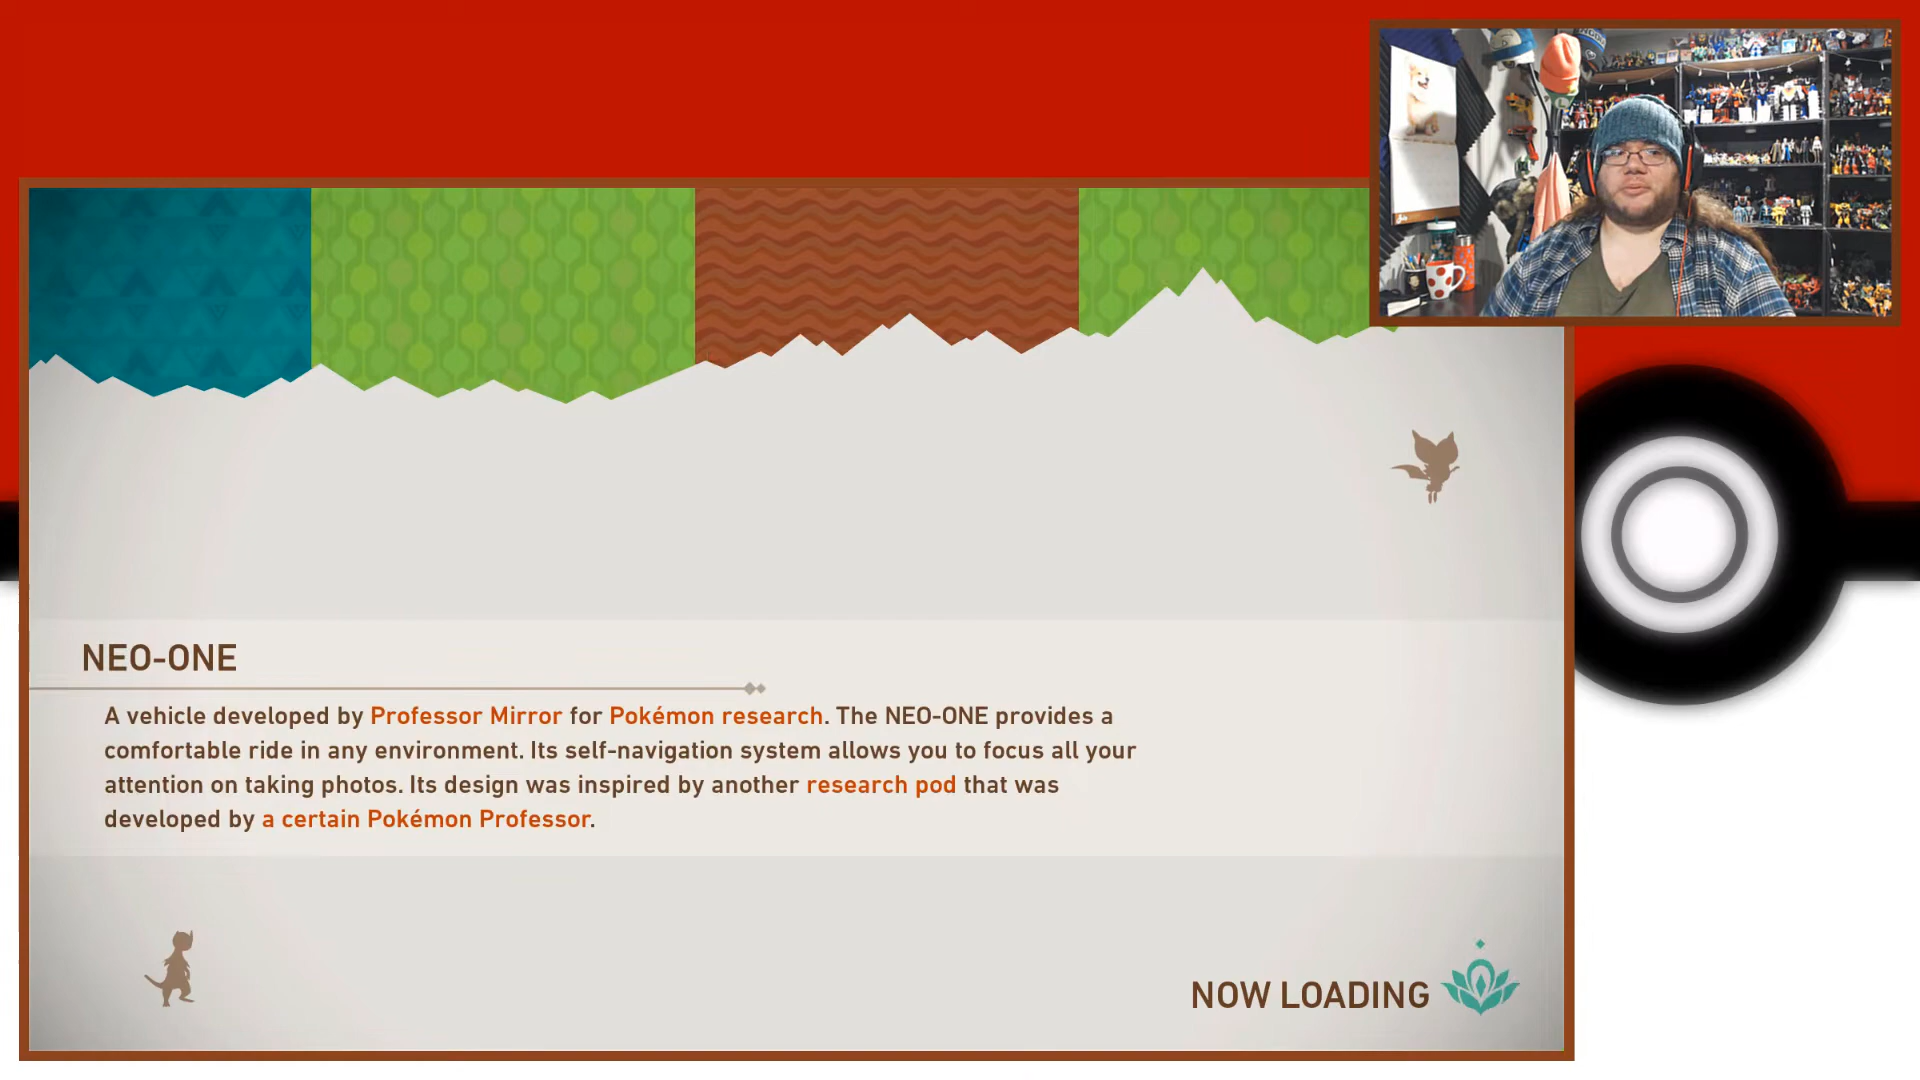 NEO-ONE
A vehicle developed by Professor Mirror for Pokémon research. The NEO-ONE provides a
comfortable ride in any environment. Its self-navigation system allows you to focus all your
attention on taking photos. Its design was inspired by another research pod that was
developed by a certain Pokémon Professor.
NOW LOADING